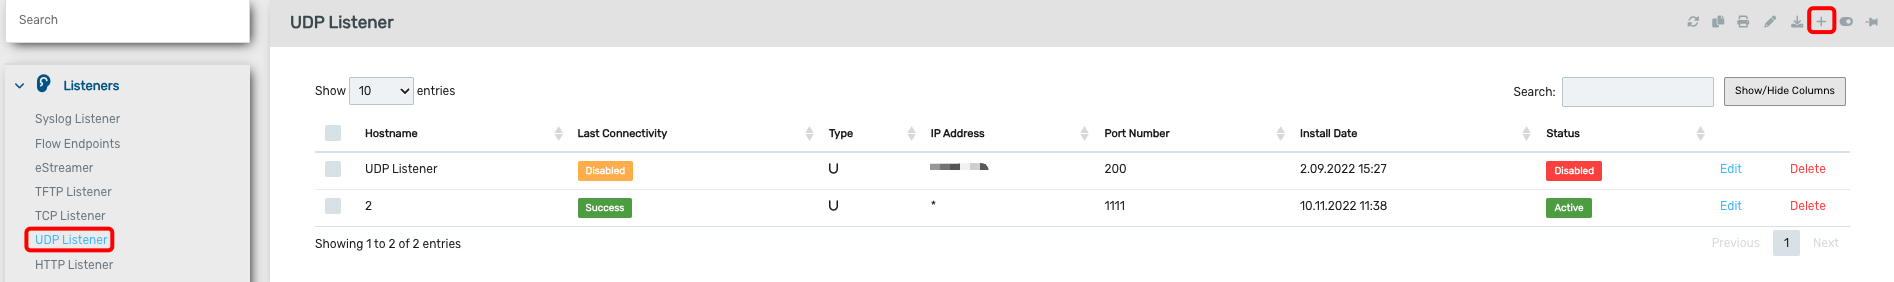 Search
Listeners
Syslog Listener
Flow Endpoints
eStreamer
TFTP Listener
TCP Listener
UDP Listener
HTTP Listener
UDP Listener
Show 10 entries
Search: Show/Hide Columns
Hostname Last Connectivity Type IP Address Port Number Install Date Status
UDP Listener Disabled U 200 2.09.2022 15:27 Disabled Edit Delete
2 Success U * 1111 10.11.2022 11:38 Active Edit Delete
Showing 1 to 2 of 2 entries
Previous 1 Next